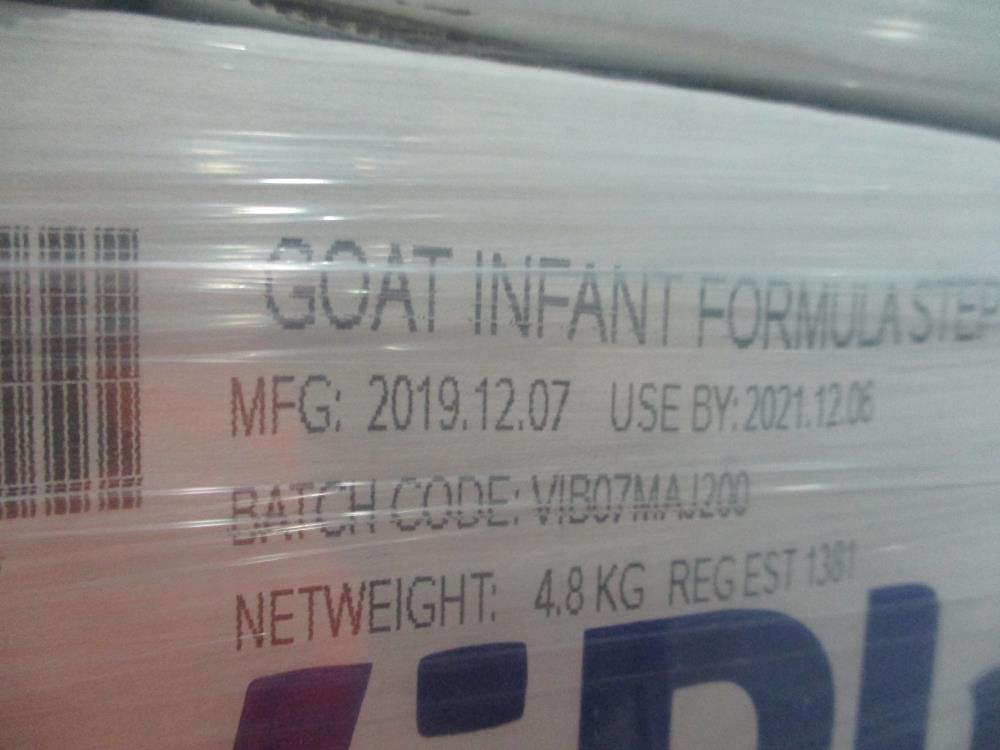 GOAT INFANT FORMULA STEP
MFG: 2019.12.07 USE BY: 2021.12.06
BATCH CODE: VIB07MAJ200
NETWEIGHT: 4.8 KG REG EST 1381